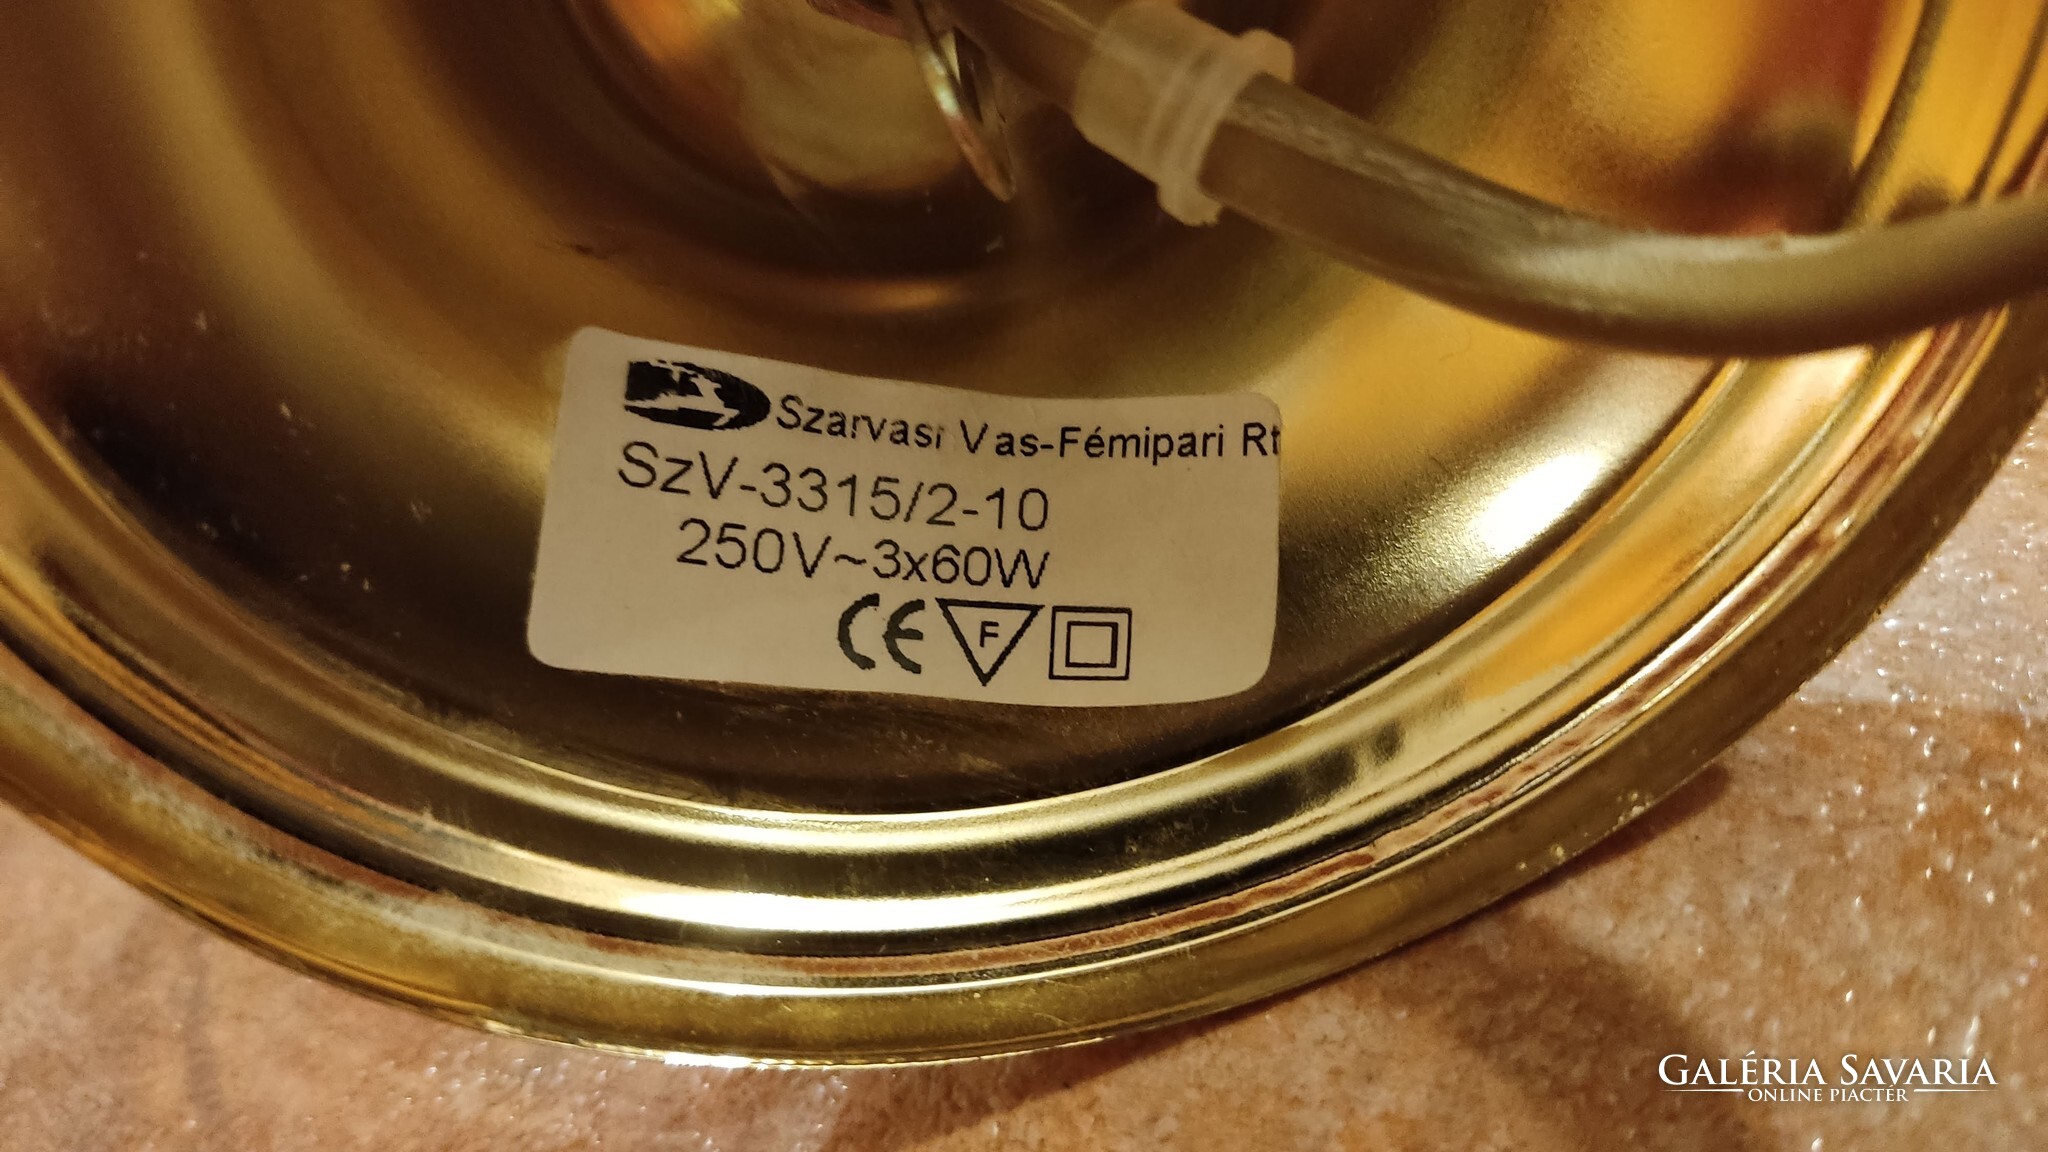 Szarvasi Vas-Fémipari Rt
SzV-3315/2-10
250V~3x60W
CE F
GALÉRIA SAVARIA
ONLINE PIACTÉR